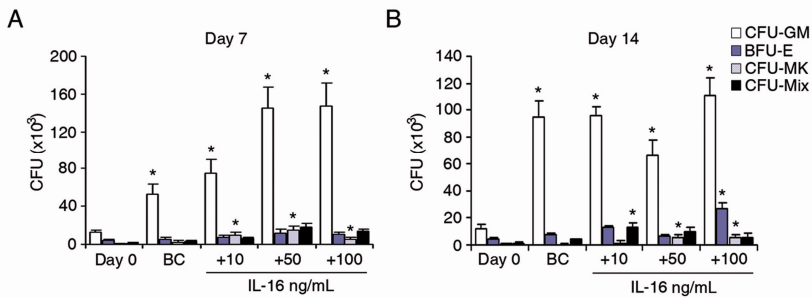 A
Day 7
CFU (x10³)
200
160
120
80
40
0
* * * * * * *
Day 0 BC +10 +50 +100
IL-16 ng/mL
B
Day 14
CFU-GM
BFU-E
CFU-MK
CFU-Mix
CFU (x10³)
140
120
100
80
60
40
20
0
* * * * * * * *
Day 0 BC +10 +50 +100
IL-16 ng/mL